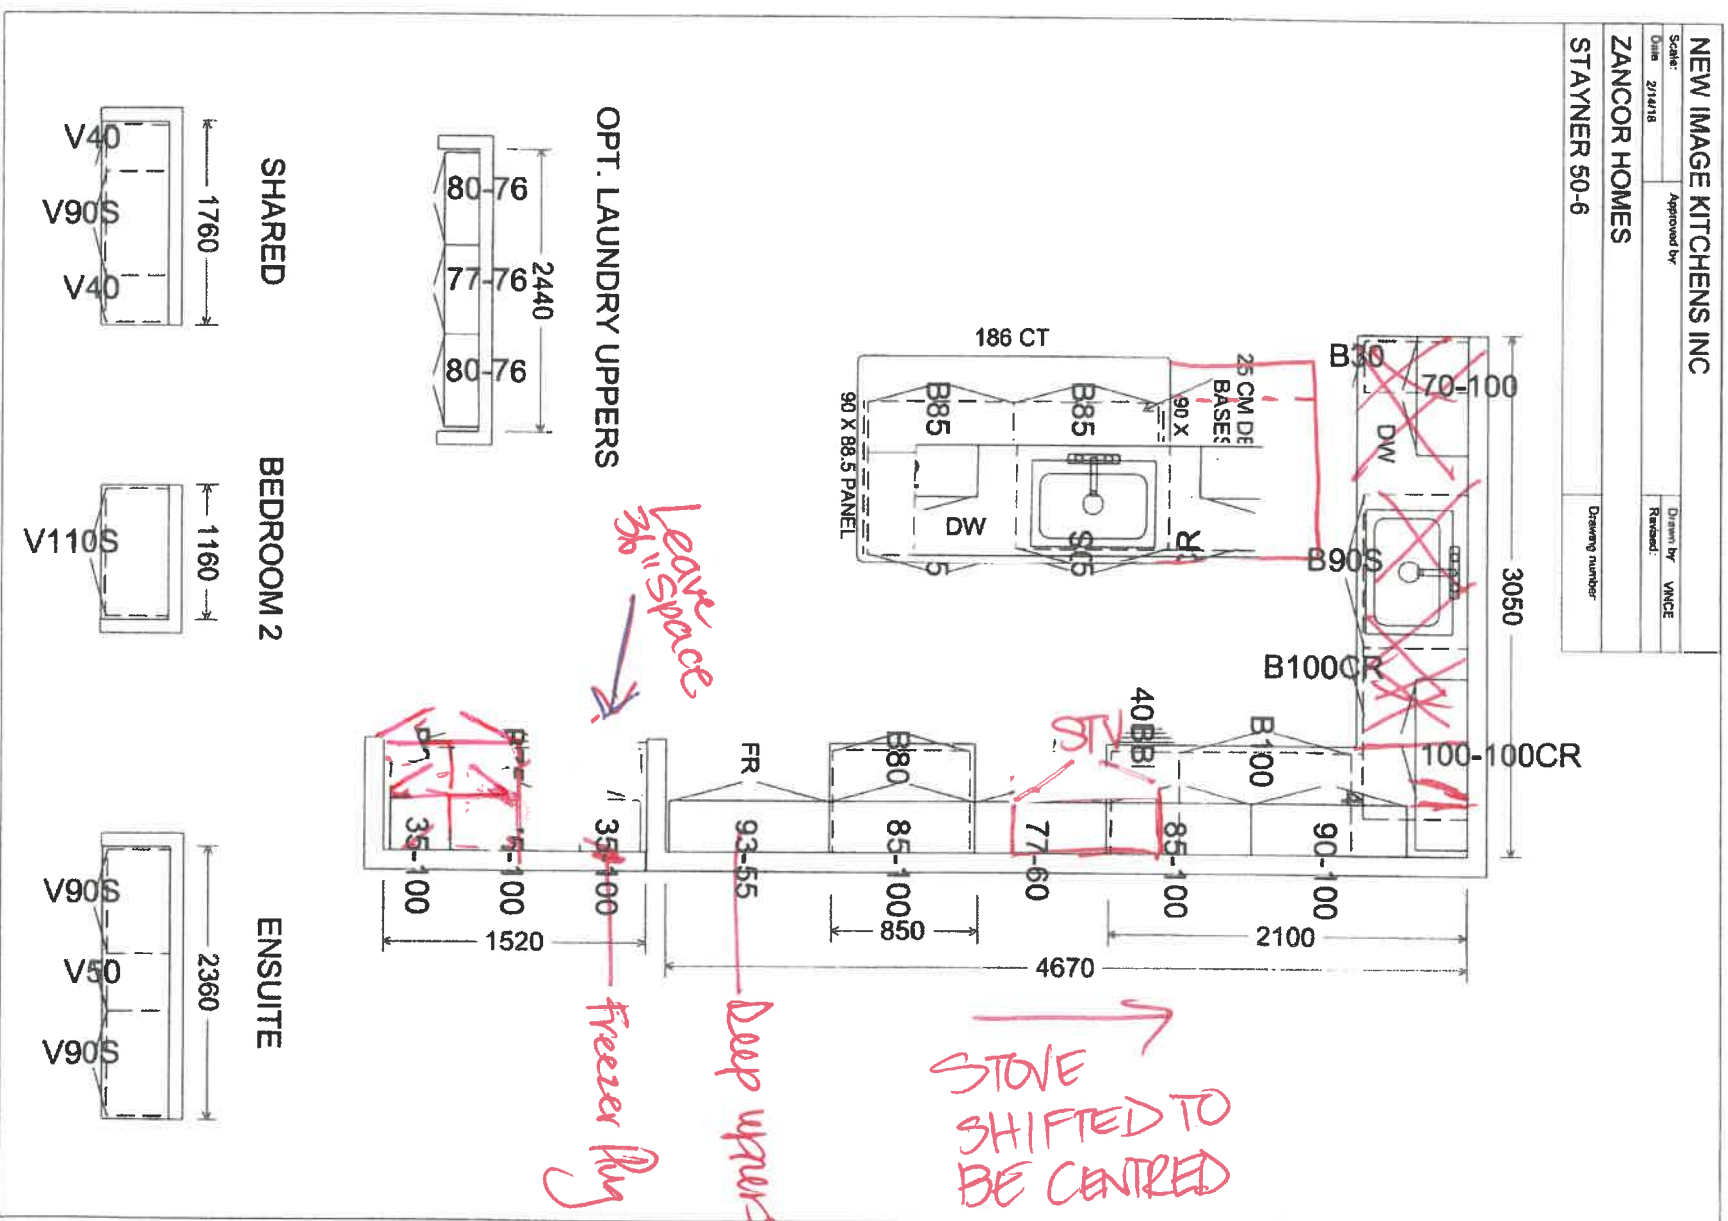 NEW IMAGE KITCHENS INC
Scale:
Approved by
Drawn by VINCE
Date 2/14/18
Revised:
ZANCOR HOMES
STAYNER 50-6
Drawing number
3050
B30
70-100
DW
B90S
B100CR
100-100CR
186 CT
25 CM DE
BASES
90 X
B85
B85
90 X 88.5 PANEL
DW
R
OPT. LAUNDRY UPPERS
2440
80-76
77-76
80-76
Leave
36" space
STV
40BB
B100
B80
FR
35-100
35-100
93-55
85-100
77-60
85-100
90-100
1520
850
2100
4670
Freezer
Deep uppers
STOVE
SHIFTED TO
BE CENTRED
SHARED
1760
V40
V90S
V40
BEDROOM 2
1160
V110S
ENSUITE
2360
V90S
V50
V90S